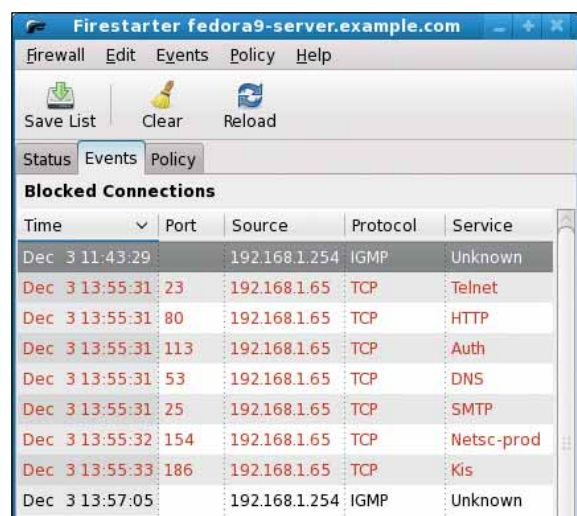 Firestarter fedora9-server.example.com
Firewall Edit Events Policy Help
Save List Clear Reload
Status Events Policy
Blocked Connections
Time Port Source Protocol Service
Dec 3 11:43:29 192.168.1.254 IGMP Unknown
Dec 3 13:55:31 23 192.168.1.65 TCP Telnet
Dec 3 13:55:31 80 192.168.1.65 TCP HTTP
Dec 3 13:55:31 113 192.168.1.65 TCP Auth
Dec 3 13:55:31 53 192.168.1.65 TCP DNS
Dec 3 13:55:31 25 192.168.1.65 TCP SMTP
Dec 3 13:55:32 154 192.168.1.65 TCP Netsc-prod
Dec 3 13:55:33 186 192.168.1.65 TCP Kis
Dec 3 13:57:05 192.168.1.254 IGMP Unknown